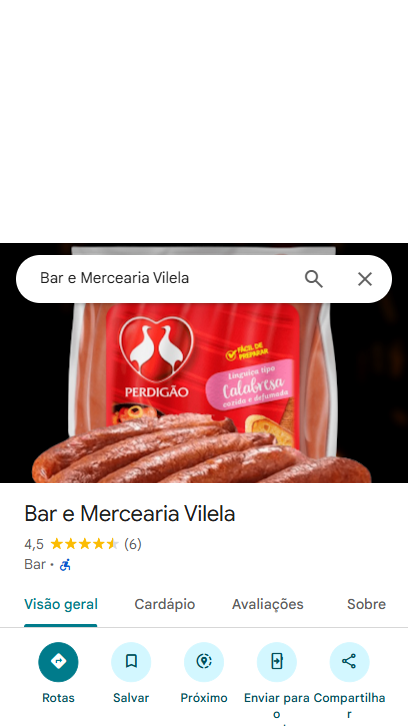 Bar e Mercearia Vilela
FÁCIL DE
PREPARAR
Linguiça tipo
Calabresa
cozida e defumada
PERDIGÃO
Bar e Mercearia Vilela
4,5 (6)
Bar •
Visão geral Cardápio Avaliações Sobre
Rotas Salvar Próximo Enviar para Compartilha
o r